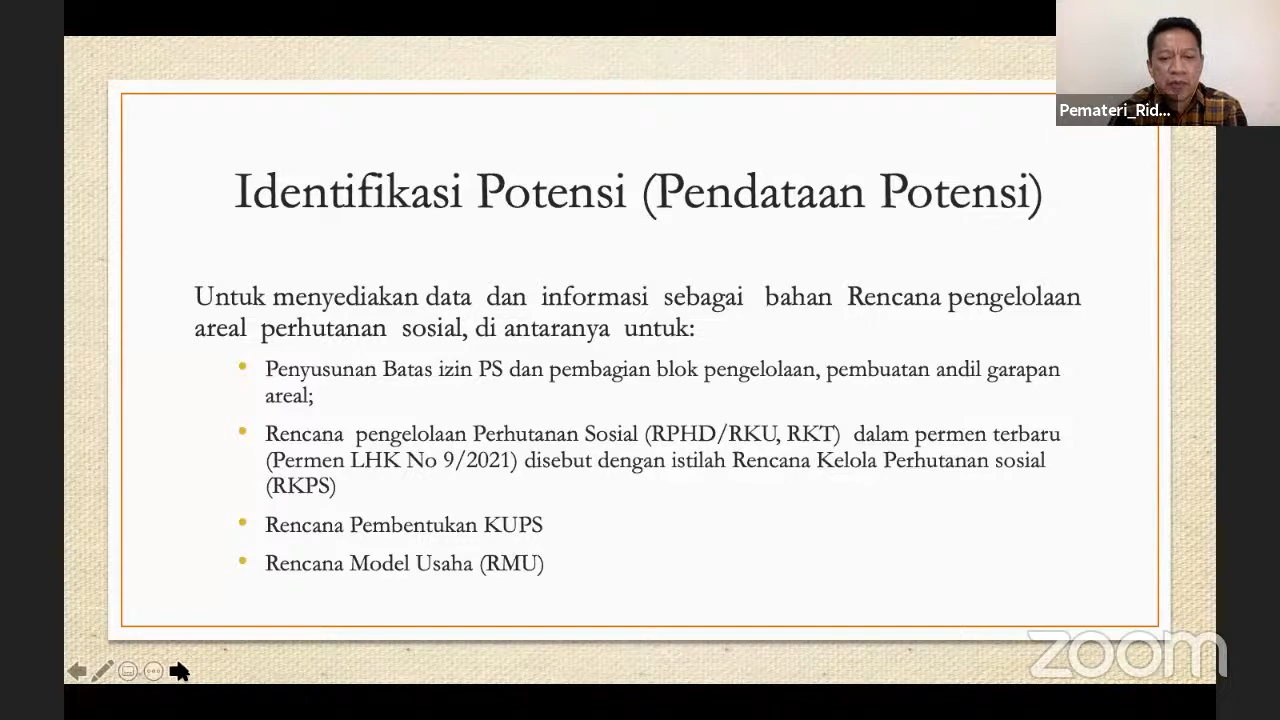 Pemateri_Rid...
Identifikasi Potensi (Pendataan Potensi)
Untuk menyediakan data dan informasi sebagai bahan Rencana pengelolaan
areal perhutanan sosial, di antaranya untuk:
• Penyusunan Batas izin PS dan pembagian blok pengelolaan, pembuatan andil garapan
areal;
• Rencana pengelolaan Perhutanan Sosial (RPHD/RKU, RKT) dalam permen terbaru
(Permen LHK No 9/2021) disebut dengan istilah Rencana Kelola Perhutanan sosial
(RKPS)
• Rencana Pembentukan KUPS
• Rencana Model Usaha (RMU)
zoom